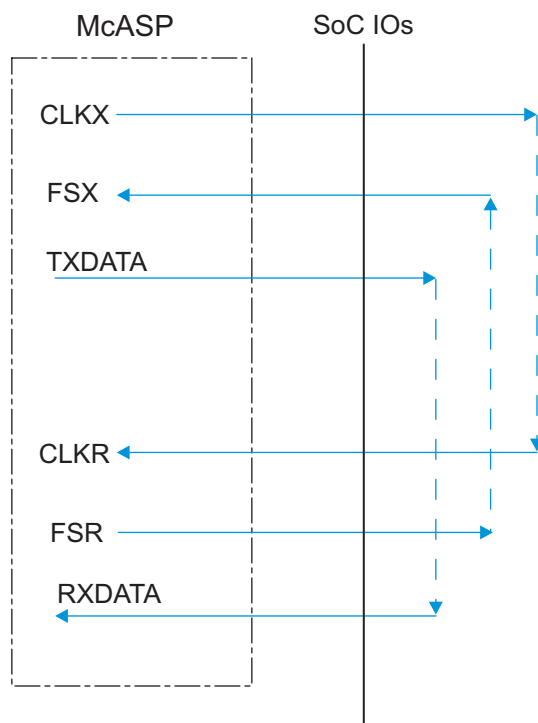 McASP
SoC IOs
CLKX
FSX
TXDATA
CLKR
FSR
RXDATA